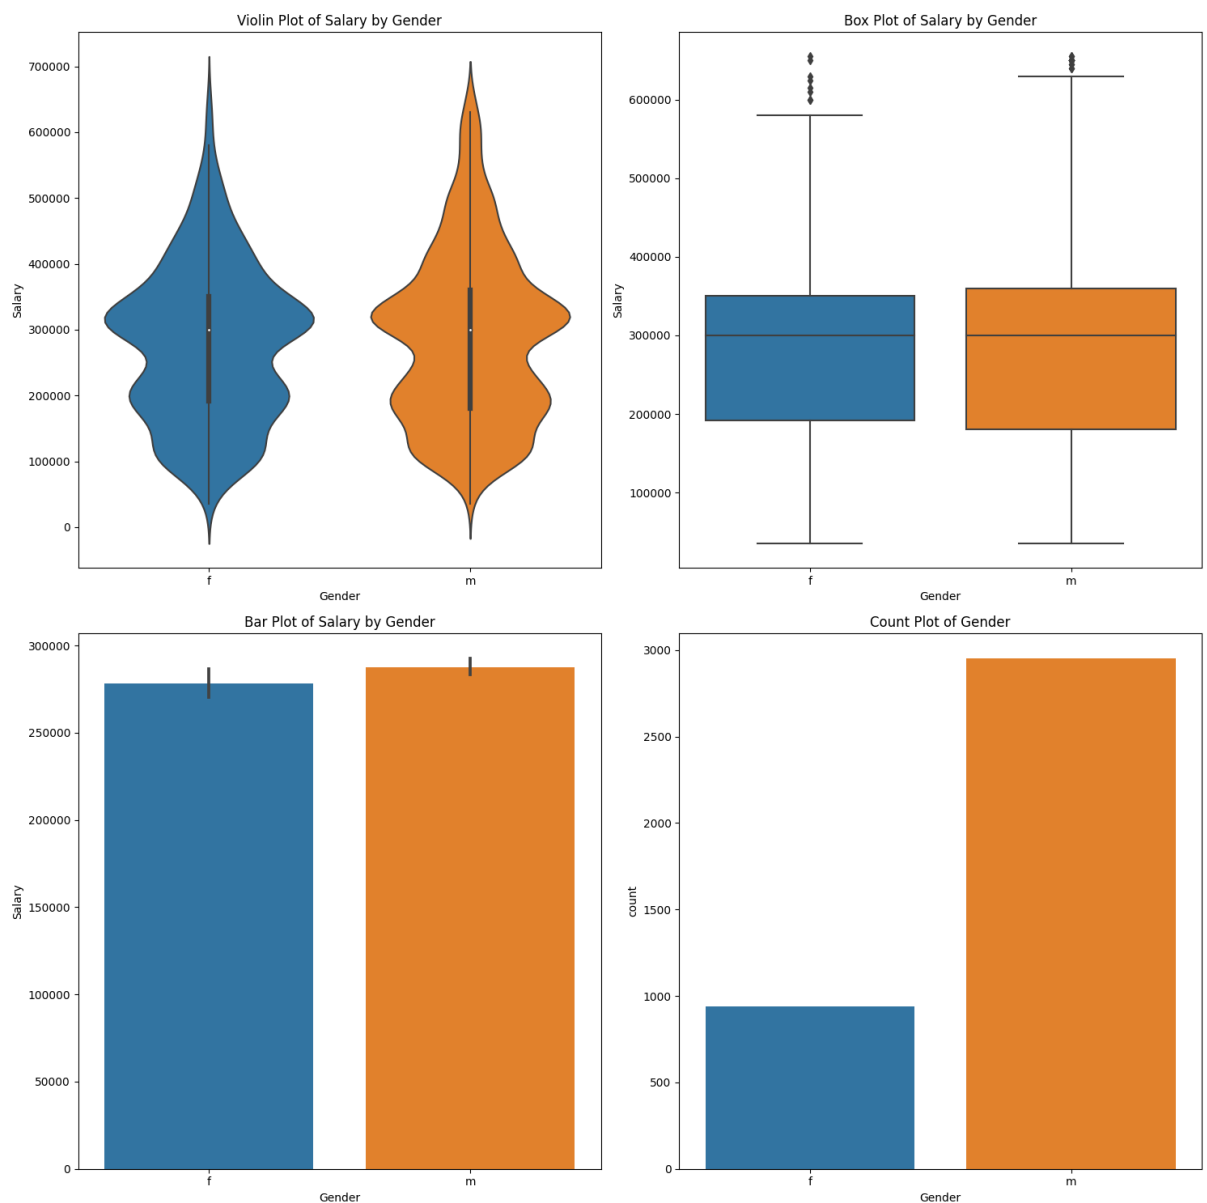 Violin Plot of Salary by Gender
700000
600000
500000
400000
300000
200000
100000
0
Salary
f
m
Gender
Box Plot of Salary by Gender
600000
500000
400000
300000
200000
100000
Salary
f
m
Gender
Bar Plot of Salary by Gender
300000
250000
200000
150000
100000
50000
0
Salary
f
m
Gender
Count Plot of Gender
3000
2500
2000
1500
1000
500
0
count
f
m
Gender